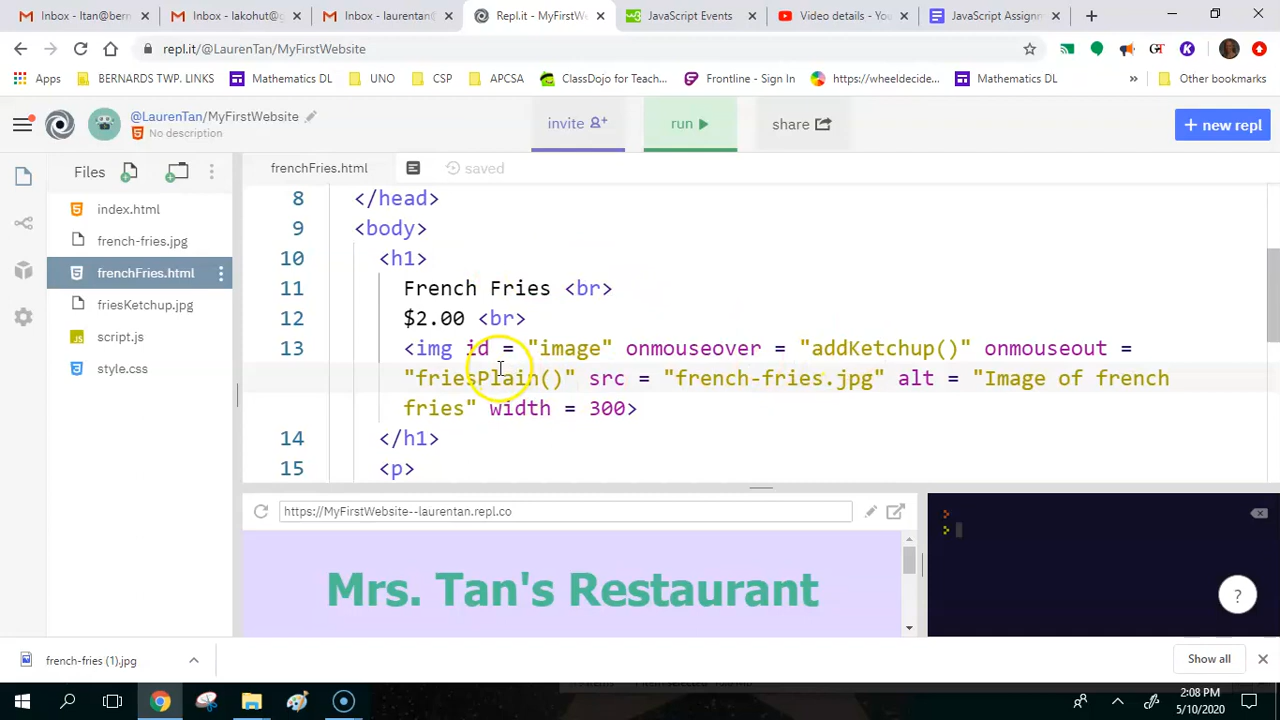 Inbox - ltan@bern
Inbox - lakohut@g
Inbox - laurentan@
Repl.it - MyFirstW
JavaScript Events
Video details - You
JavaScript Assignm
repl.it/@LaurenTan/MyFirstWebsite
Apps
BERNARDS TWP. LINKS
Mathematics DL
UNO
CSP
APCSA
ClassDojo for Teach...
Frontline - Sign In
https://wheeldecide...
Mathematics DL
»
Other bookmarks
@LaurenTan/MyFirstWebsite
No description
invite
run
share
+ new repl
Files
frenchFries.html
saved
index.html
french-fries.jpg
frenchFries.html
friesKetchup.jpg
script.js
style.css
8 </head>
9 <body>
10 <h1>
11 French Fries <br>
12 $2.00 <br>
13 <img id = "image" onmouseover = "addKetchup()" onmouseout =
"friesPlain()" src = "french-fries.jpg" alt = "Image of french
fries" width = 300>
14 </h1>
15 <p>
https://MyFirstWebsite--laurentan.repl.co
Mrs. Tan's Restaurant
?
french-fries (1).jpg
Show all
2:08 PM
5/10/2020